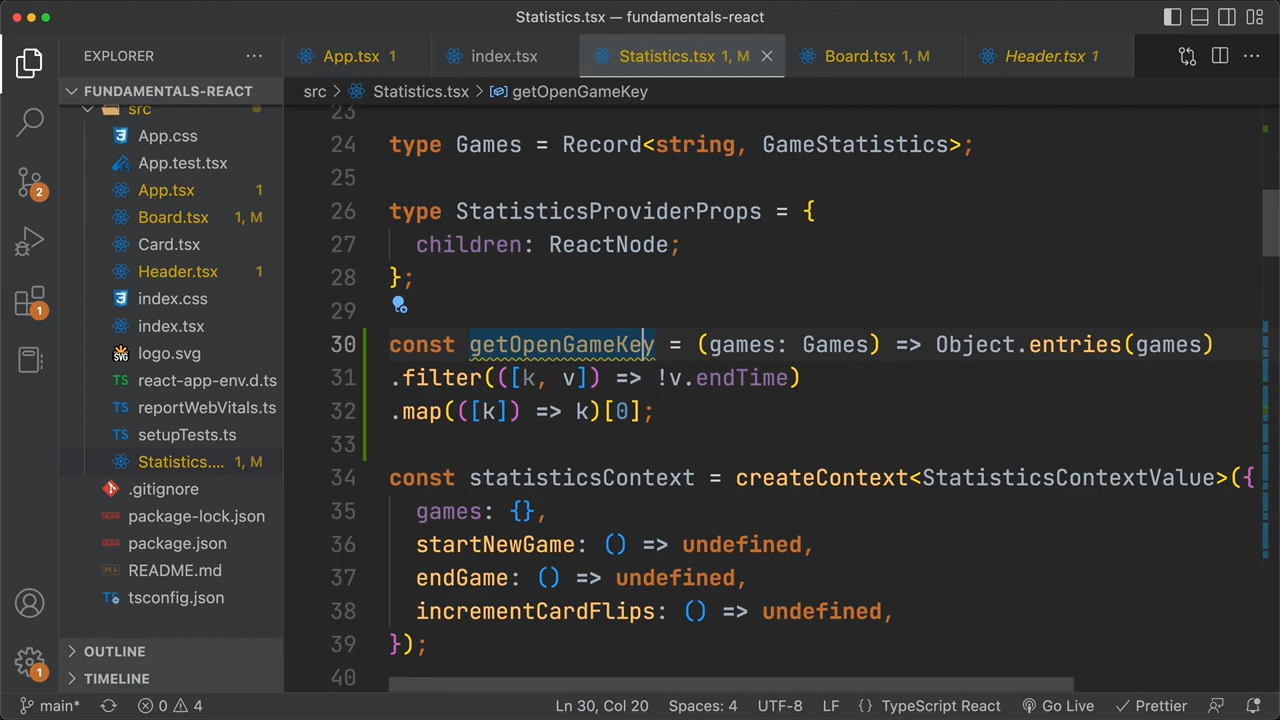 Statistics.tsx — fundamentals-react
EXPLORER
App.tsx 1
index.tsx
Statistics.tsx 1, M
Board.tsx 1, M
Header.tsx 1
FUNDAMENTALS-REACT
src > Statistics.tsx > getOpenGameKey
src
App.css
App.test.tsx
App.tsx 1
Board.tsx 1, M
Card.tsx
Header.tsx 1
index.css
index.tsx
logo.svg
react-app-env.d.ts
reportWebVitals.ts
setupTests.ts
Statistics.... 1, M
.gitignore
package-lock.json
package.json
README.md
tsconfig.json
OUTLINE
TIMELINE
2
1
1
23
24 type Games = Record<string, GameStatistics>;
25
26 type StatisticsProviderProps = {
27 children: ReactNode;
28 };
29
30 const getOpenGameKey = (games: Games) => Object.entries(games)
31 .filter(([k, v]) => !v.endTime)
32 .map(([k]) => k)[0];
33
34 const statisticsContext = createContext<StatisticsContextValue>({
35 games: {},
36 startNewGame: () => undefined,
37 endGame: () => undefined,
38 incrementCardFlips: () => undefined,
39 });
40
main* 0 4 Ln 30, Col 20 Spaces: 4 UTF-8 LF {} TypeScript React Go Live Prettier